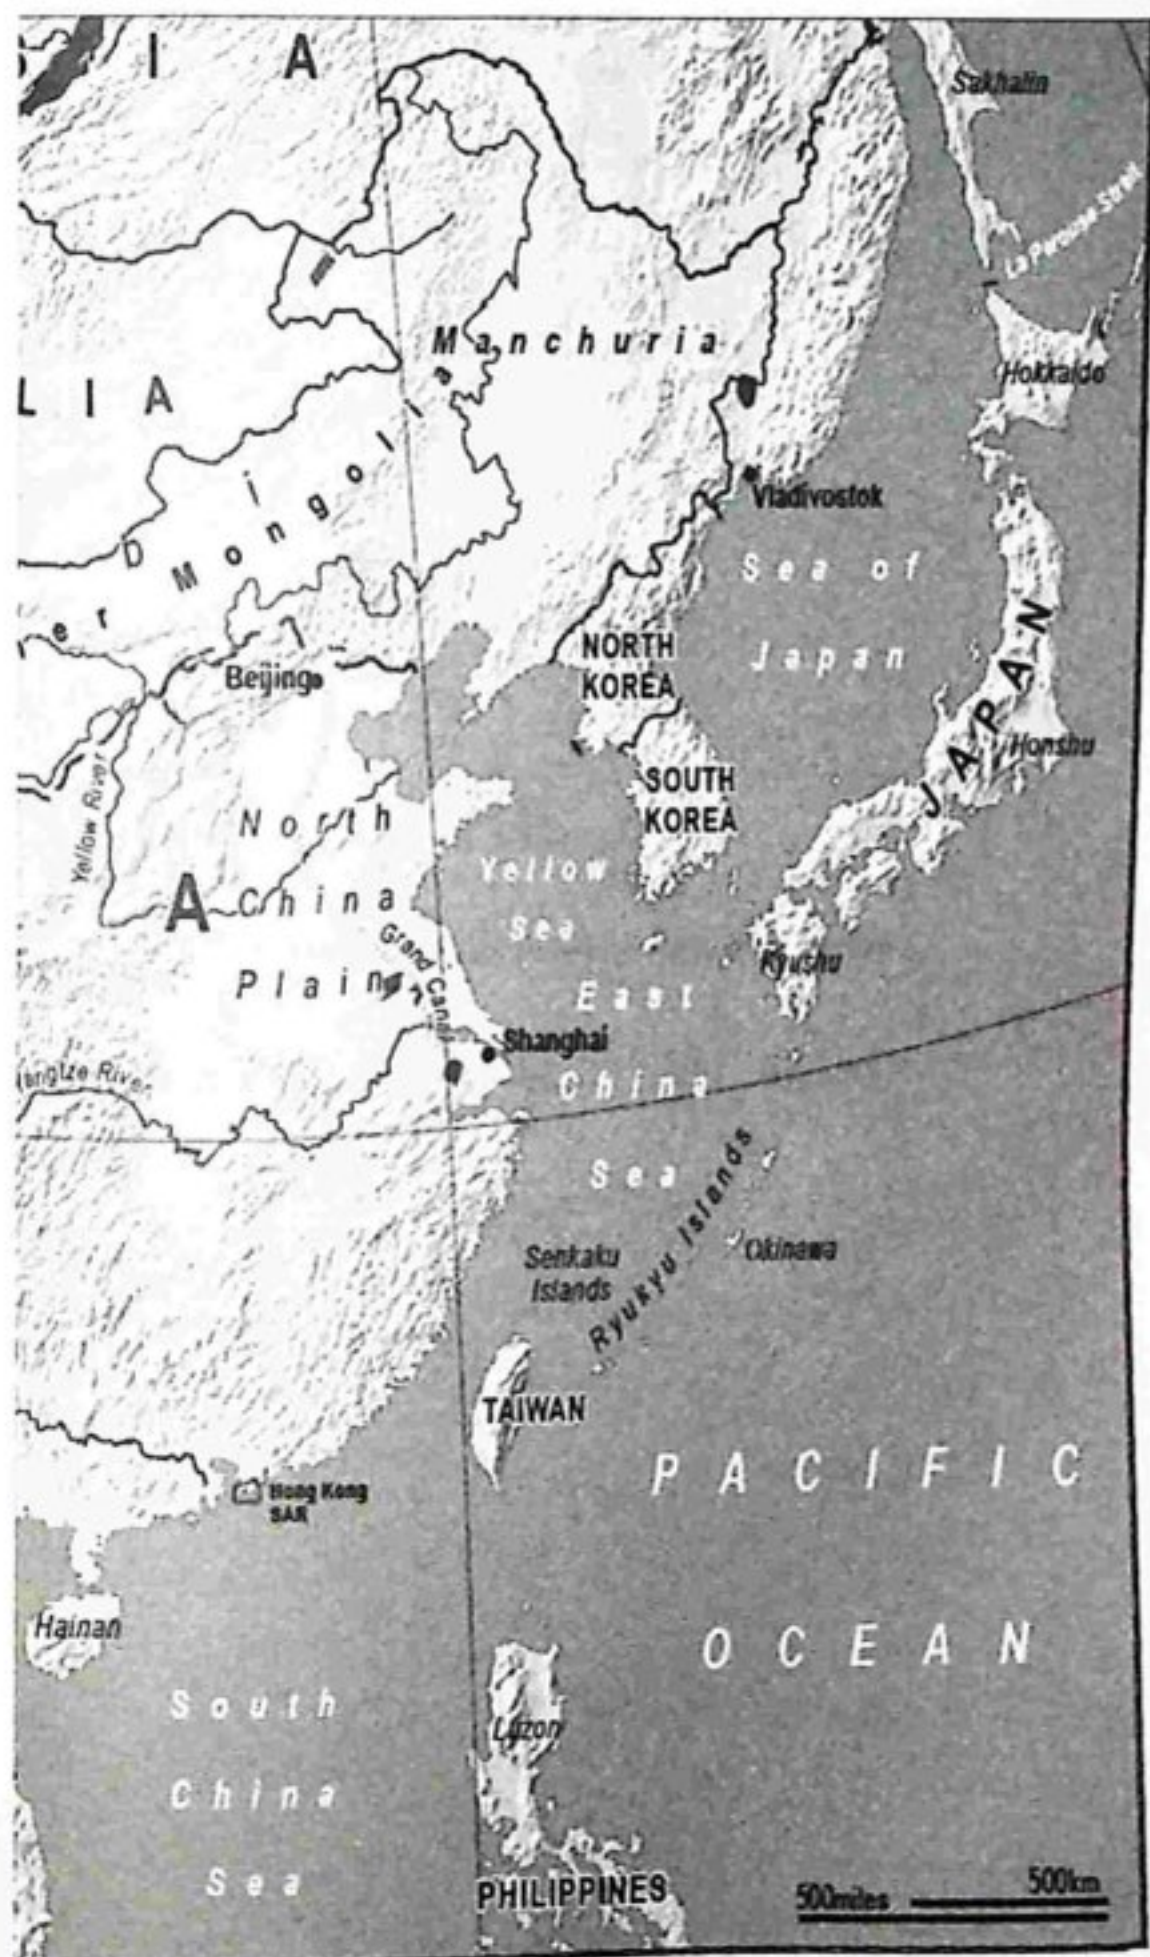 S I A
Sakhalin
La Perouse Strait
Manchuria
L I A
Hokkaido
er Mongolia
Vladivostok
Sea of
Japan
NORTH
KOREA
Beijing
JAPAN
Honshu
Yellow River
SOUTH
KOREA
North
China
Plain
A
Yellow
Sea
Grand Canal
Kyushu
East
China
Sea
Shanghai
angtze River
Ryukyu Islands
Senkaku
Islands
Okinawa
TAIWAN
PACIFIC
OCEAN
Hong Kong
SAR
Hainan
Luzon
South
China
Sea
PHILIPPINES
500miles
500km